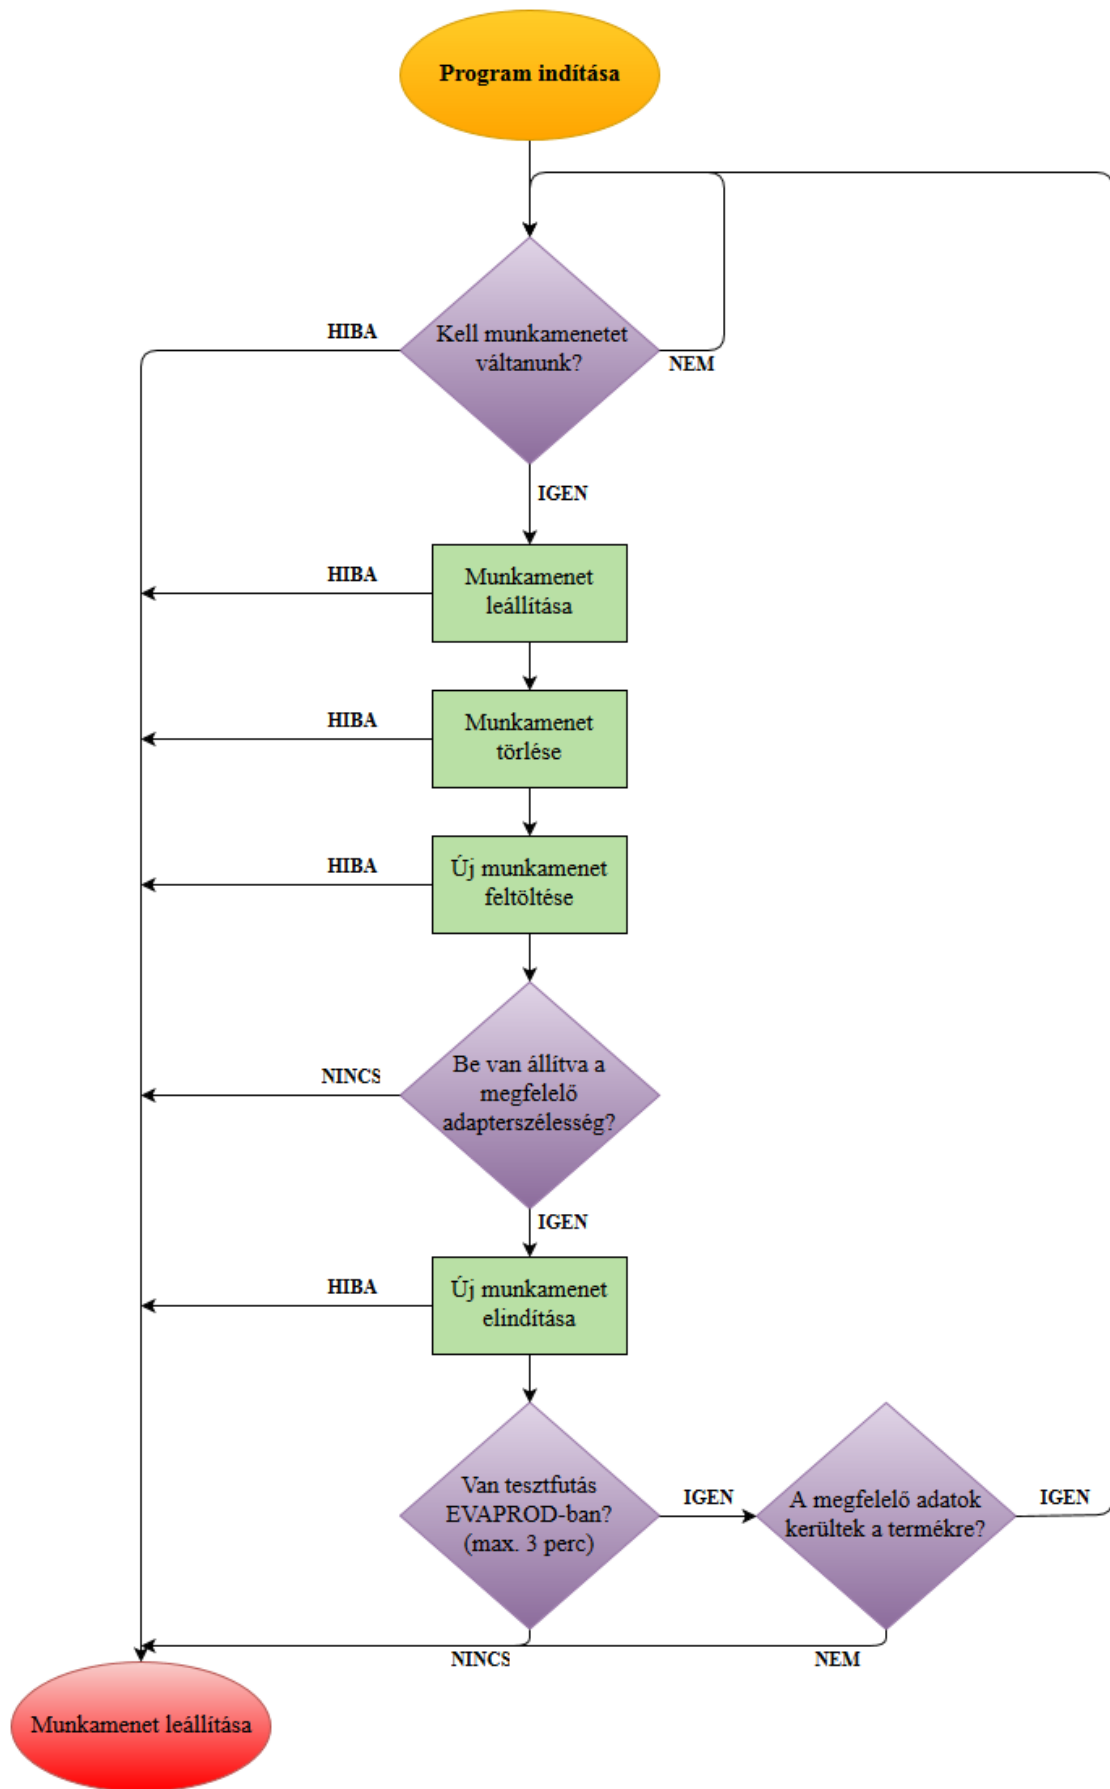 Program indítása
HIBA
Kell munkamenetet
váltanunk?
NEM
IGEN
HIBA
Munkamenet
leállítása
HIBA
Munkamenet
törlése
HIBA
Új munkamenet
feltöltése
NINCS
Be van állítva a
megfelelő
adapterszélesség?
IGEN
HIBA
Új munkamenet
elindítása
Van tesztfutás
EVAPROD-ban?
(max. 3 perc)
IGEN
A megfelelő adatok
kerültek a termékre?
IGEN
NINCS
NEM
Munkamenet leállítása